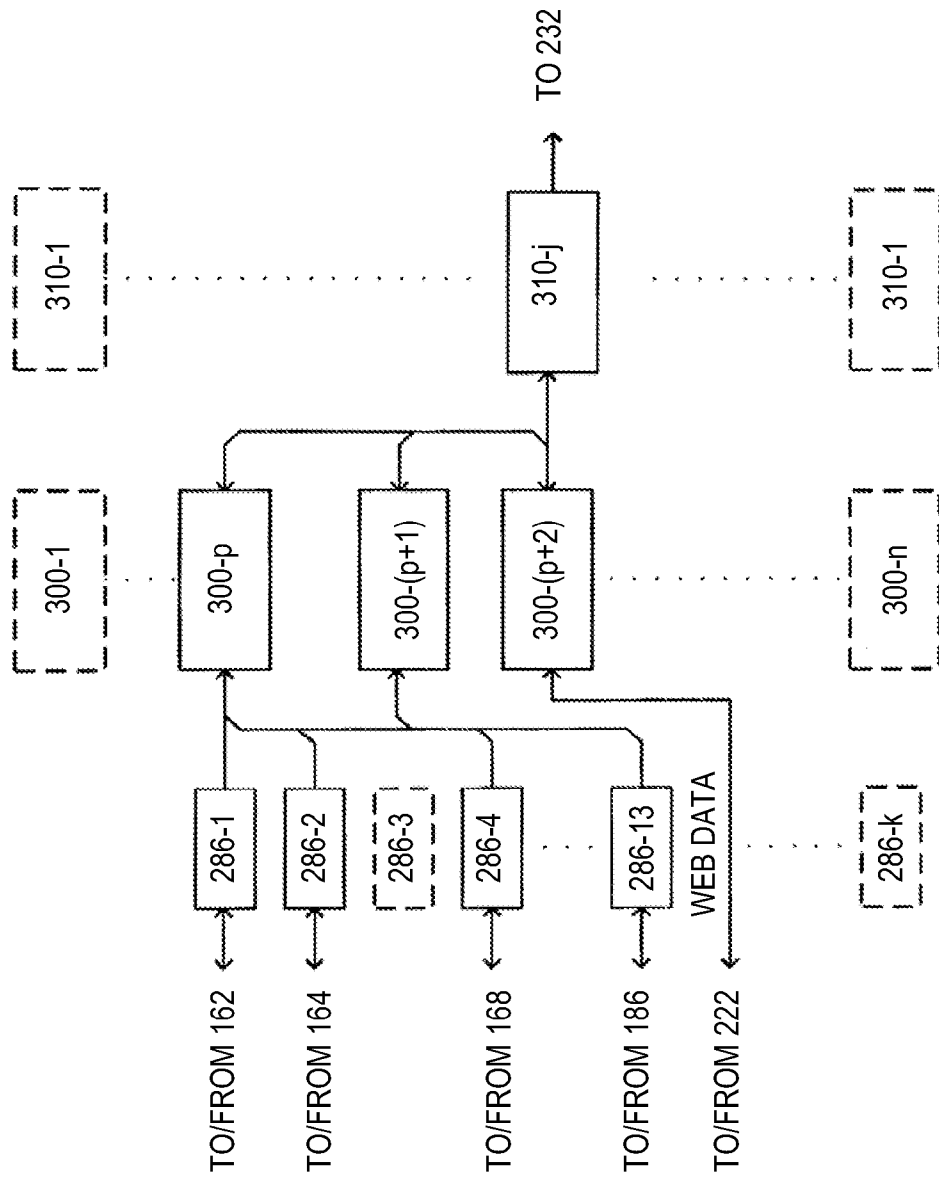 TO/FROM 162
TO/FROM 164
TO/FROM 168
TO/FROM 186
TO/FROM 222
286-1
286-2
286-3
286-4
286-13
WEB DATA
286-k
300-1
300-p
300-(p+1)
300-(p+2)
300-n
310-1
310-j
310-1
TO 232